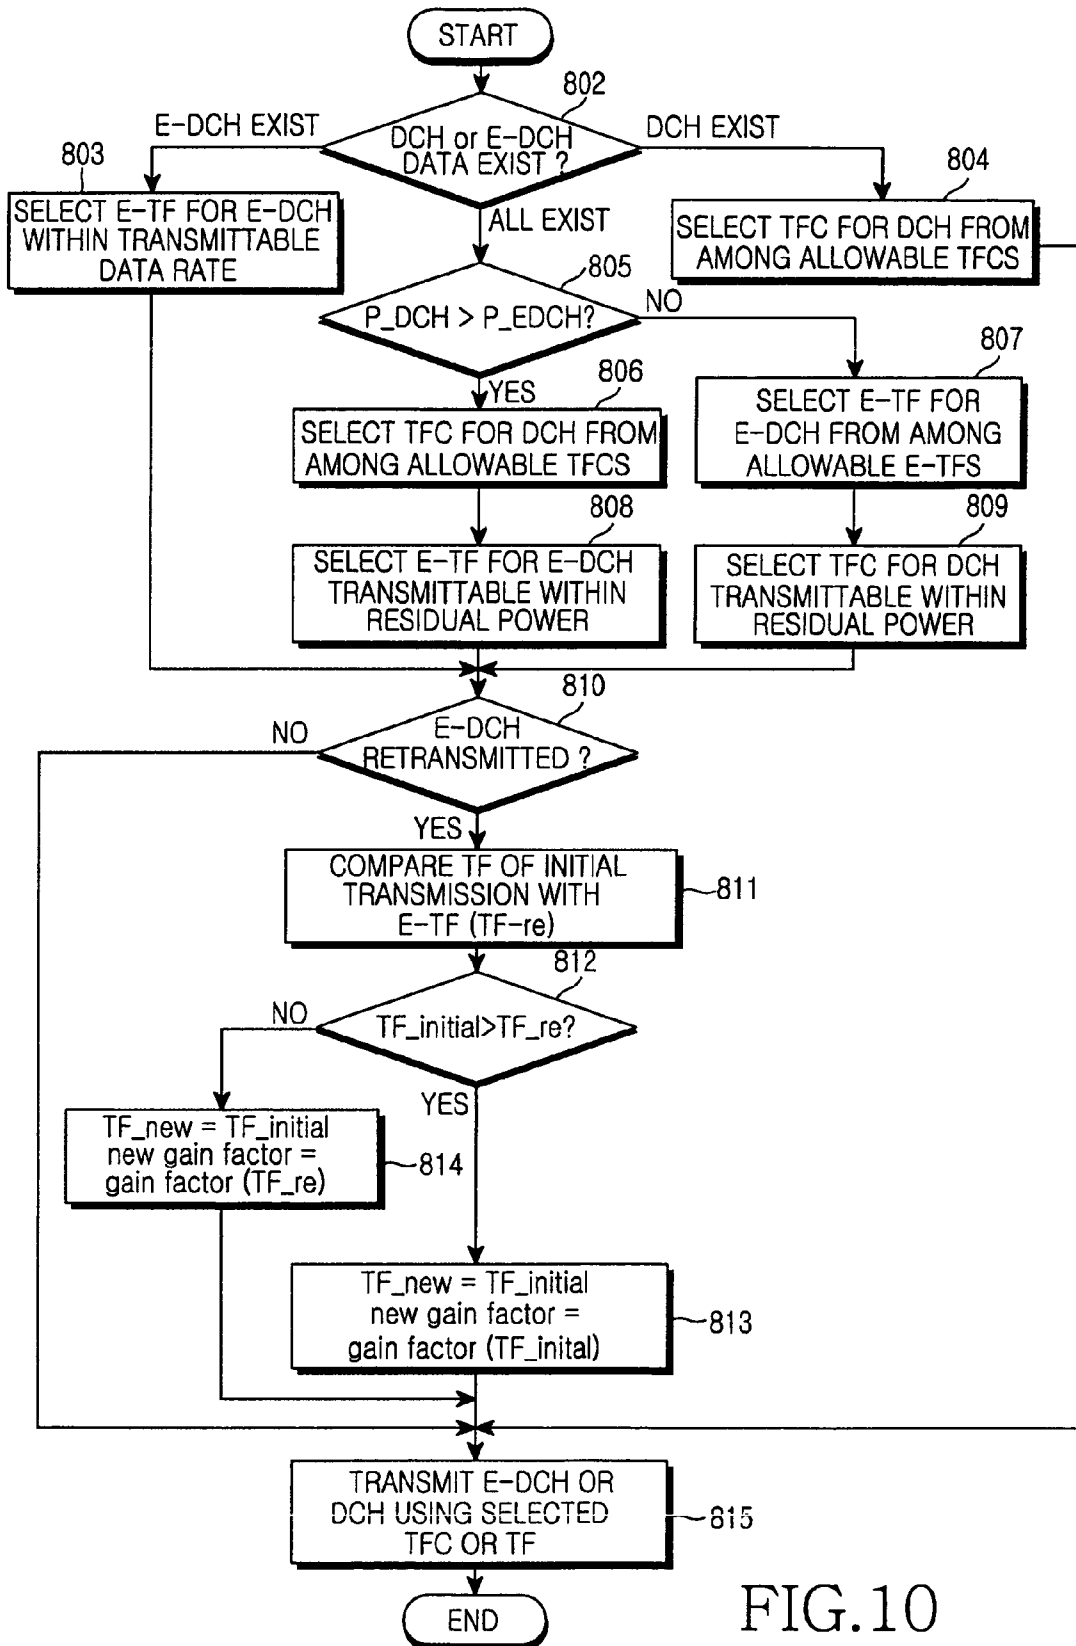 START
802
E-DCH EXIST
DCH or E-DCH
DATA EXIST ?
DCH EXIST
803
804
SELECT E-TF FOR E-DCH
WITHIN TRANSMITTABLE
DATA RATE
ALL EXIST
SELECT TFC FOR DCH FROM
AMONG ALLOWABLE TFCS
805
P_DCH > P_EDCH?
NO
YES
806
807
SELECT TFC FOR DCH FROM
AMONG ALLOWABLE TFCS
SELECT E-TF FOR
E-DCH FROM AMONG
ALLOWABLE E-TFS
808
809
SELECT E-TF FOR E-DCH
TRANSMITTABLE WITHIN
RESIDUAL POWER
SELECT TFC FOR DCH
TRANSMITTABLE WITHIN
RESIDUAL POWER
810
NO
E-DCH
RETRANSMITTED ?
YES
COMPARE TF OF INITIAL
TRANSMISSION WITH
E-TF (TF-re)
811
812
NO
TF_initial>TF_re?
YES
TF_new = TF_initial
new gain factor =
gain factor (TF_re)
814
TF_new = TF_initial
new gain factor =
gain factor (TF_inital)
813
TRANSMIT E-DCH OR
DCH USING SELECTED
TFC OR TF
815
END
FIG.10